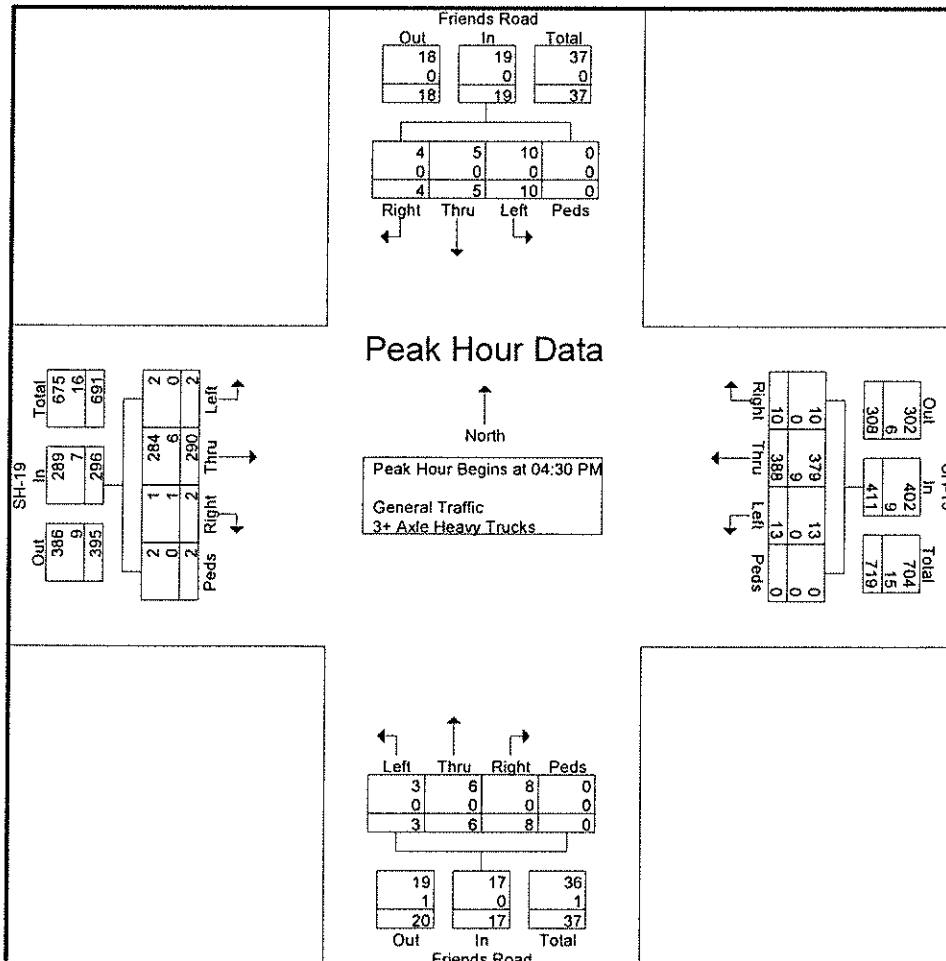 Friends Road
Out In Total
18 19 37
0 0 0
18 19 37
4 5 10 0
0 0 0 0
4 5 10 0
Right Thru Left Peds
Peak Hour Data
North
Peak Hour Begins at 04:30 PM
General Traffic
3+ Axle Heavy Trucks
SH-19
Out In Total
386 289 675
9 7 16
395 296 691
Left Thru Right Peds
2 284 1 2
0 6 1 0
2 290 2 2
Right Thru Left Peds
10 379 13 0
0 9 0 0
10 388 13 0
Out In Total
302 402 704
6 9 15
308 411 719
Left Thru Right Peds
3 6 8 0
0 0 0 0
3 6 8 0
19 17 36
1 0 1
20 17 37
Out In Total
Friends Road